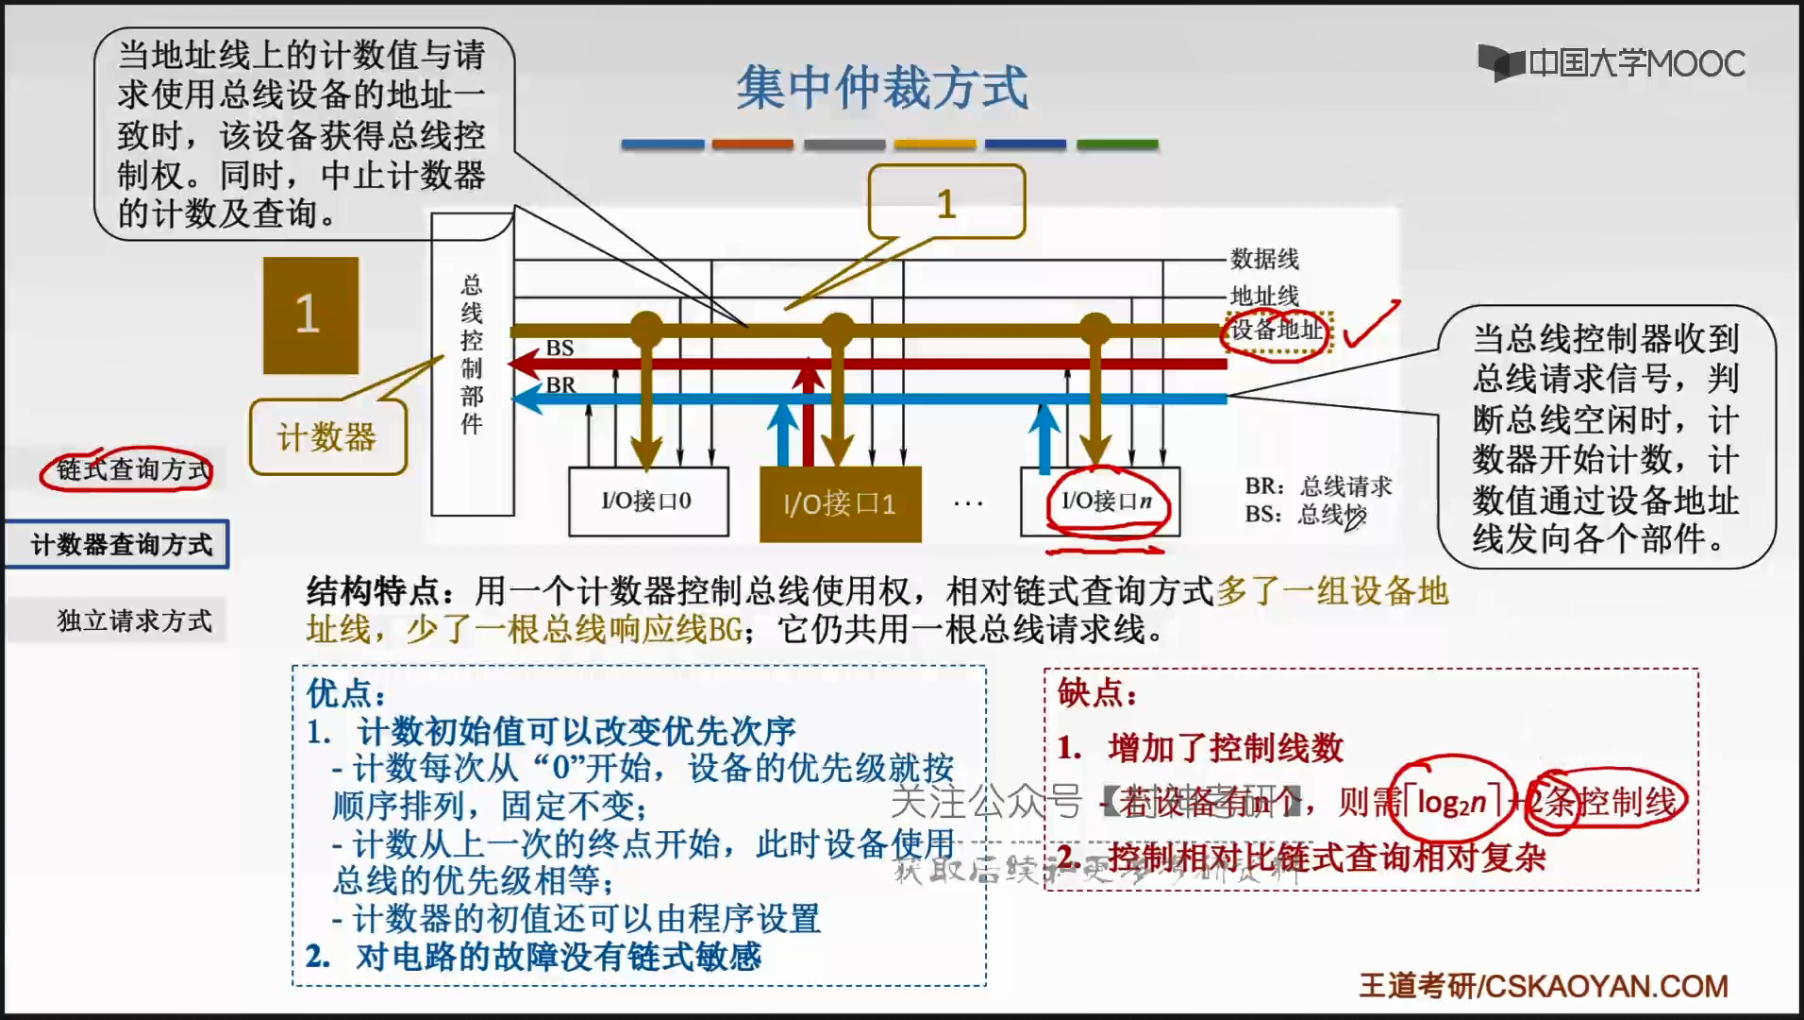 当地址线上的计数值与请
求使用总线设备的地址一
致时，该设备获得总线控
制权。同时，中止计数器
的计数及查询。
集中仲裁方式
中国大学MOOC
1
1
计数器
总线控制部件
数据线
地址线
设备地址
BS
BR
I/O接口0
I/O接口1
…
I/O接口n
BR：总线请求
BS：总线忙
当总线控制器收到
总线请求信号，判
断总线空闲时，计
数器开始计数，计
数值通过设备地址
线发向各个部件。
链式查询方式
计数器查询方式
独立请求方式
结构特点：用一个计数器控制总线使用权，相对链式查询方式多了一组设备地
址线，少了一根总线响应线BG；它仍共用一根总线请求线。
优点：
1. 计数初始值可以改变优先次序
- 计数每次从“0”开始，设备的优先级就按
顺序排列，固定不变；
- 计数从上一次的终点开始，此时设备使用
总线的优先级相等；
- 计数器的初值还可以由程序设置
2. 对电路的故障没有链式敏感
缺点：
1. 增加了控制线数
- 若设备有n个，则需⌈log₂n⌉+2条控制线
2. 控制相对比链式查询相对复杂
王道考研/CSKAOYAN.COM